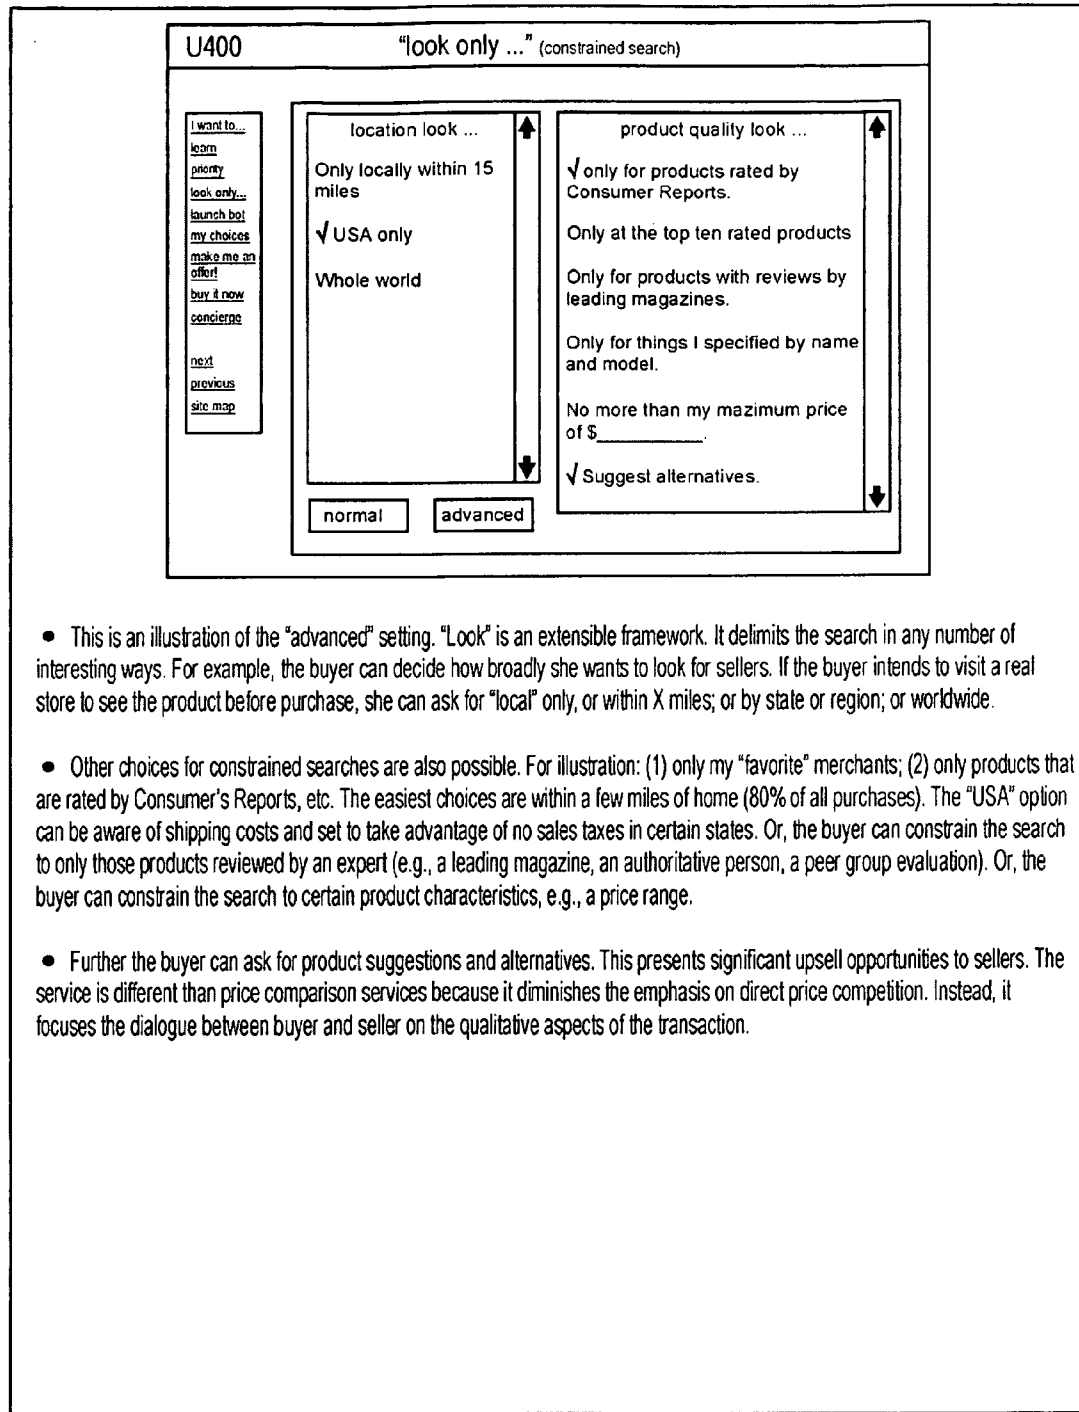 U400 "look only ..." (constrained search)
I want to...
learn
priority
look only...
launch bot
my choices
make me an
offer!
buy it now
concierge
next
previous
site map
location look ...
Only locally within 15
miles
√ USA only
Whole world
normal advanced
product quality look ...
√ only for products rated by
Consumer Reports.
Only at the top ten rated products
Only for products with reviews by
leading magazines.
Only for things I specified by name
and model.
No more than my mazimum price
of $____________.
√ Suggest alternatives.
• This is an illustration of the "advanced" setting. "Look" is an extensible framework. It delimits the search in any number of
interesting ways. For example, the buyer can decide how broadly she wants to look for sellers. If the buyer intends to visit a real
store to see the product before purchase, she can ask for "local" only, or within X miles; or by state or region; or worldwide.
• Other choices for constrained searches are also possible. For illustration: (1) only my "favorite" merchants; (2) only products that
are rated by Consumer's Reports, etc. The easiest choices are within a few miles of home (80% of all purchases). The "USA" option
can be aware of shipping costs and set to take advantage of no sales taxes in certain states. Or, the buyer can constrain the search
to only those products reviewed by an expert (e.g., a leading magazine, an authoritative person, a peer group evaluation). Or, the
buyer can constrain the search to certain product characteristics, e.g., a price range.
• Further the buyer can ask for product suggestions and alternatives. This presents significant upsell opportunities to sellers. The
service is different than price comparison services because it diminishes the emphasis on direct price competition. Instead, it
focuses the dialogue between buyer and seller on the qualitative aspects of the transaction.